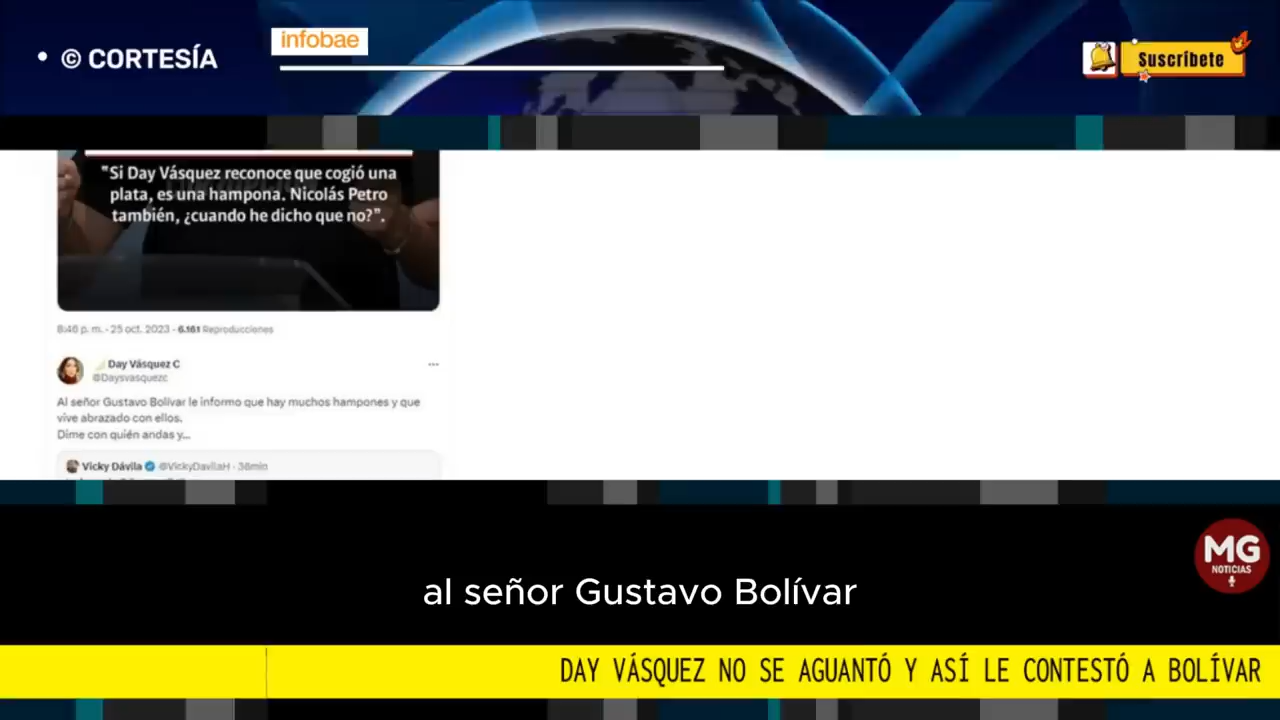 • © CORTESÍA
infobae
Suscríbete
"Si Day Vásquez reconoce que cogió una
plata, es una hampona. Nicolás Petro
también, ¿cuando he dicho que no?".
8:46 p. m. · 25 oct. 2023 · 6.161 Reproducciones
Day Vásquez C
@Daysvasquezc
Al señor Gustavo Bolívar le informo que hay muchos hampones y que
vive abrazado con ellos.
Dime con quién andas y...
Vicky Dávila @VickyDavilaH · 36min
MG
NOTICIAS
al señor Gustavo Bolívar
DAY VÁSQUEZ NO SE AGUANTÓ Y ASÍ LE CONTESTÓ A BOLÍVAR